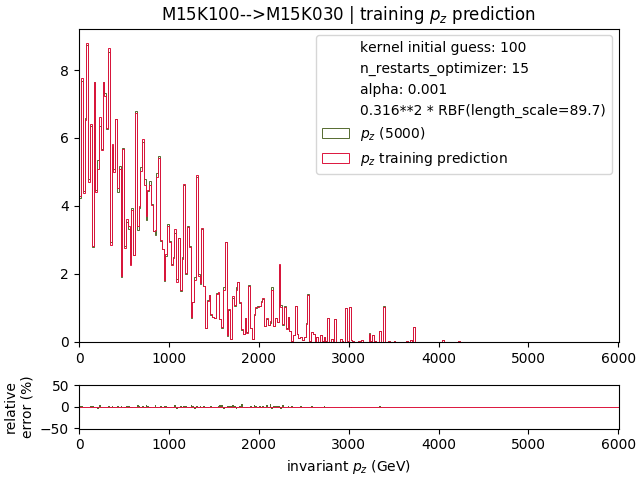 M15K100-->M15K030 | training p_z prediction
kernel initial guess: 100
n_restarts_optimizer: 15
alpha: 0.001
0.316**2 * RBF(length_scale=89.7)
p_z (5000)
p_z training prediction
8
6
4
2
0
0 1000 2000 3000 4000 5000 6000
relative
error (%)
50
0
−50
0 1000 2000 3000 4000 5000 6000
invariant p_z (GeV)